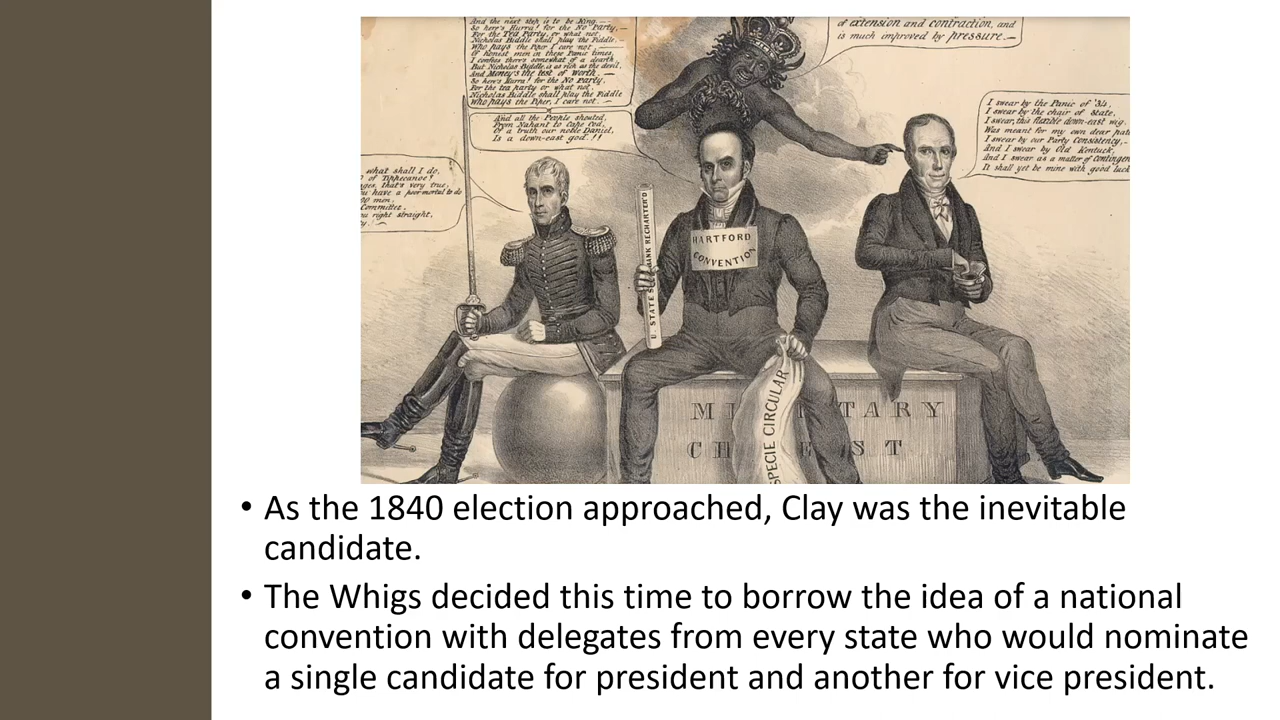 And the next step is to be King.—
So here's Hurra! for the No Party,
For the Tea Party, or what not,
Nicholas Biddle shall play the Fiddle,
Who pays the Piper I care not.—
Of honist men in these Panic times,
I confess there's somewhat of a dearth
But Nicholas Biddle is as rich as the devil,
And Money's the test of worth.—
So here's Hurra! for the No Party,
For the tea party or what not,
Nicholas Biddle shall play the Fiddle
Who pays the Piper, I care not.—
And all the People shouted,
From Nahant to Cape Cod,
Of a truth our noble Daniel,
Is a down-east god.!!
what shall I do,
of Tippecanoe?
ges, that's very true,
u have a poor mortal to do
00 men,
Committee.
ou right straight,
of extension and contraction, and
is much improved by pressure.—
I swear by the Panic of '34,
I swear by the chair of State,
I swear, this flexible down-east wig,
Was meant for my own dear pate
I swear by our Party Consistency,—
And I swear by Old Kentuck,
And I swear as a matter of Contingen
It shall yet be mine with good luck
U. STATES BANK RECHARTER'D
HARTFORD
CONVENTION
SPECIE CIRCULAR
MI TARY
CH E ST
• As the 1840 election approached, Clay was the inevitable
candidate.
• The Whigs decided this time to borrow the idea of a national
convention with delegates from every state who would nominate
a single candidate for president and another for vice president.